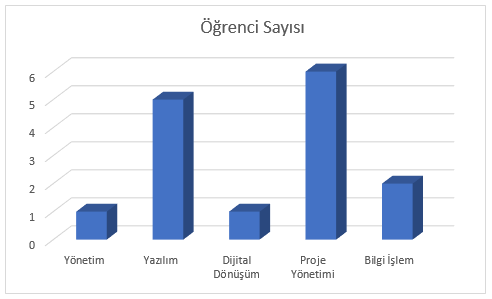 Öğrenci Sayısı
6
5
4
3
2
1
0
Yönetim
Yazılım
Dijital
Dönüşüm
Proje
Yönetimi
Bilgi İşlem